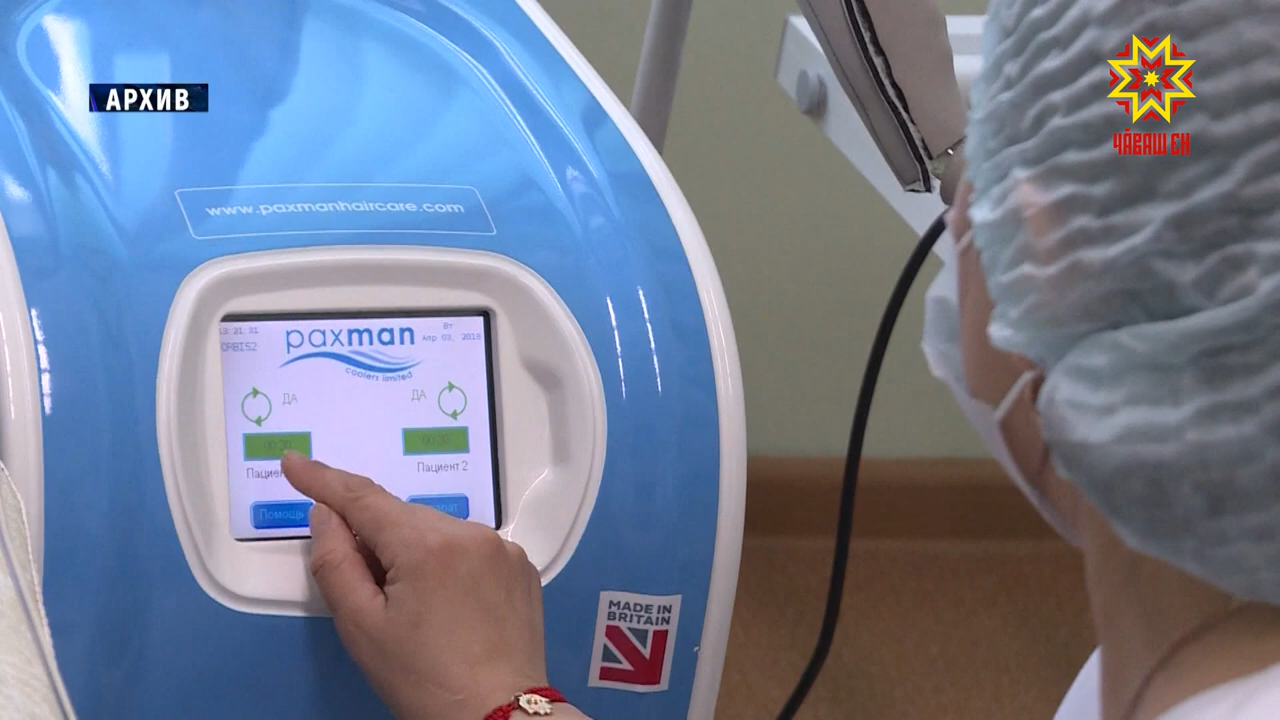 АРХИВ
ЧӐВАШ ЕН
www.paxmanhaircare.com
13:21:31
ORBIS2
paxman
coolers limited
Вт
Апр 03, 2018
ДА
ДА
00:30
00:30
Пациент 2
Помощь
MADE IN
BRITAIN